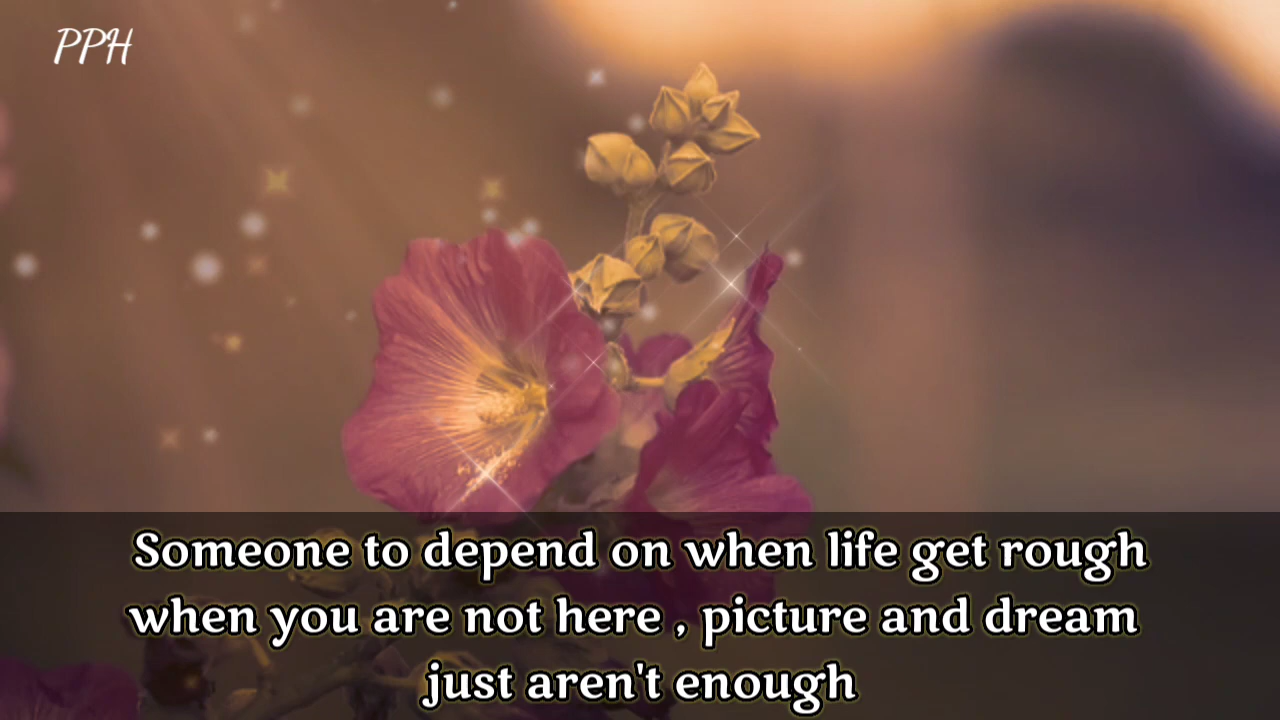 PPH
Someone to depend on when life get rough
when you are not here , picture and dream
just aren't enough